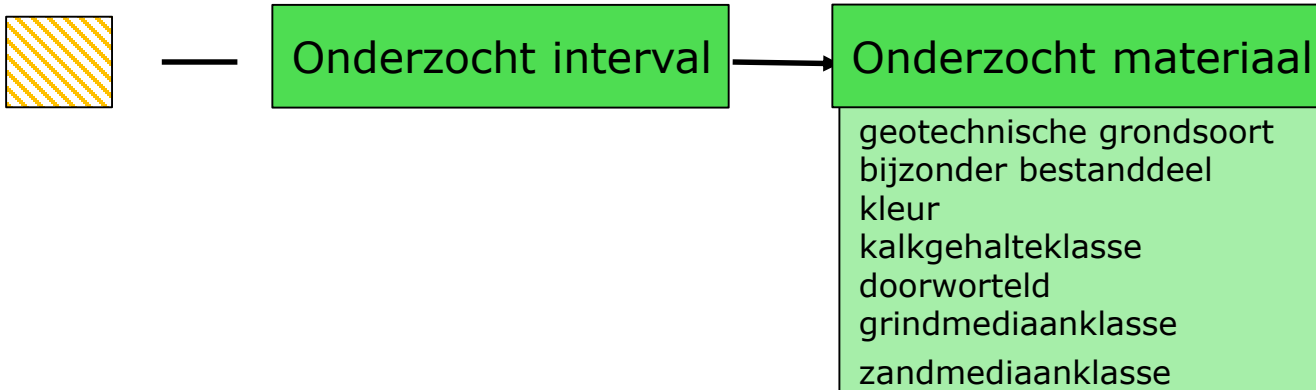 Onderzocht interval
Onderzocht materiaal
geotechnische grondsoort
bijzonder bestanddeel
kleur
kalkgehalteklasse
doorworteld
grindmediaanklasse
zandmediaanklasse